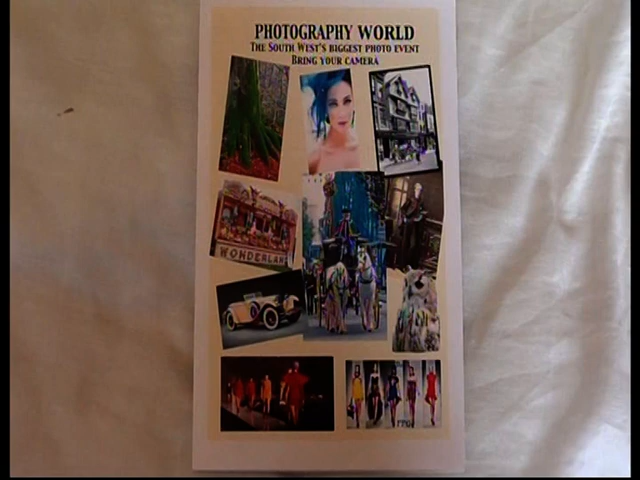 PHOTOGRAPHY WORLD
THE SOUTH WEST'S BIGGEST PHOTO EVENT
BRING YOUR CAMERA
WONDERLAND